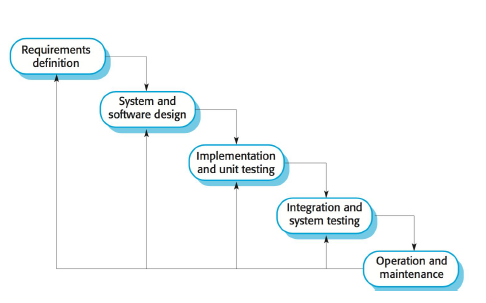 Requirements
definition
System and
software design
Implementation
and unit testing
Integration and
system testing
Operation and
maintenance